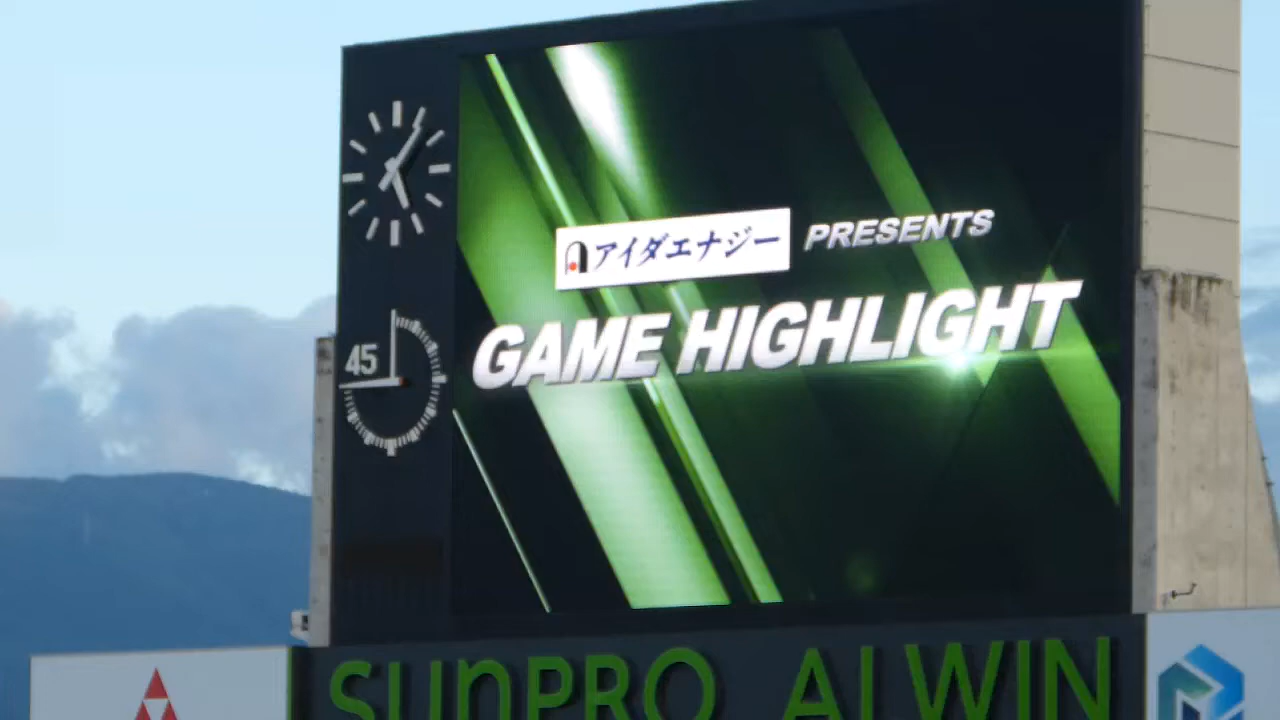 アイダエナジー PRESENTS
GAME HIGHLIGHT
45
SUNPRO ALWIN